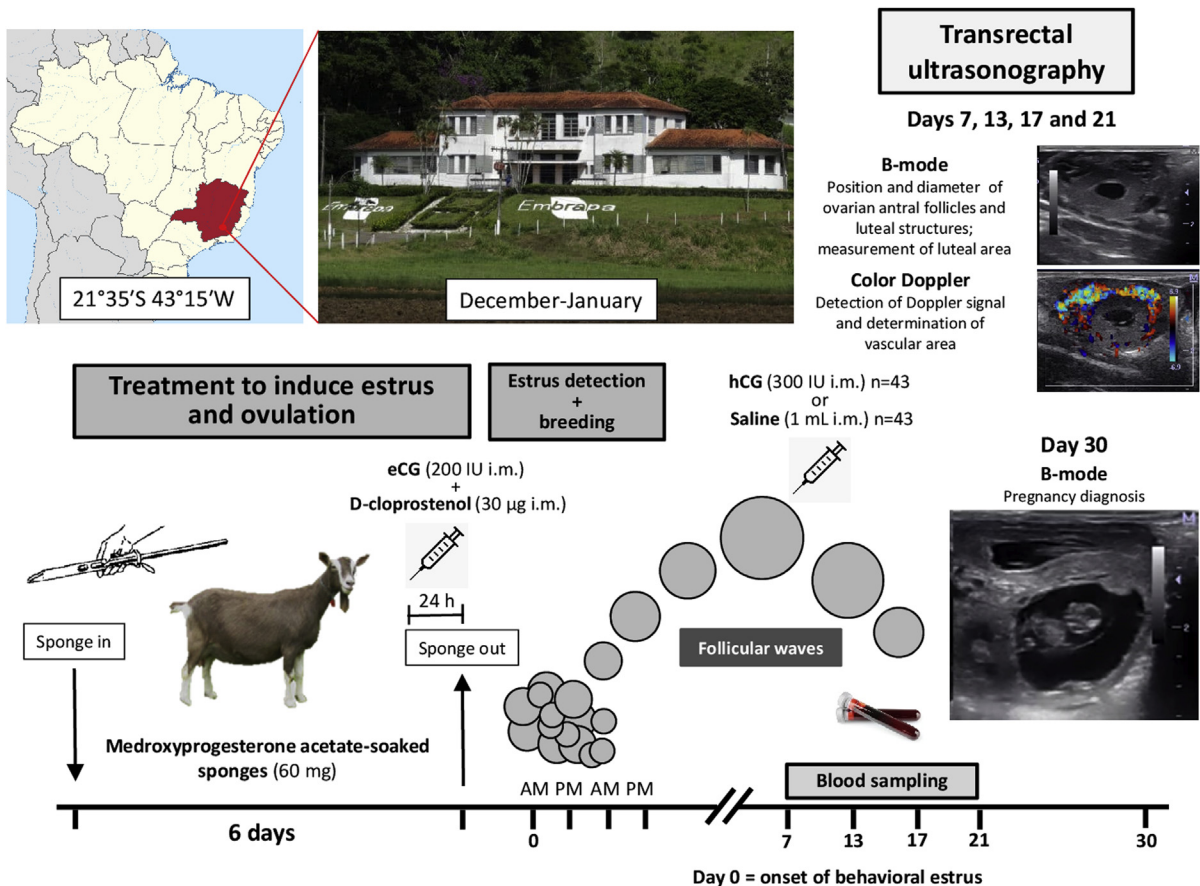 Transrectal
ultrasonography
Days 7, 13, 17 and 21
B-mode
Position and diameter of
ovarian antral follicles and
luteal structures;
measurement of luteal area
Color Doppler
Detection of Doppler signal
and determination of
vascular area
21°35′S 43°15′W
Embrapa
Embrapa
December-January
Treatment to induce estrus
and ovulation
Estrus detection
+
breeding
hCG (300 IU i.m.) n=43
or
Saline (1 mL i.m.) n=43
eCG (200 IU i.m.)
+
D-cloprostenol (30 µg i.m.)
Day 30
B-mode
Pregnancy diagnosis
M
2
24 h
Sponge in
Sponge out
Follicular waves
Medroxyprogesterone acetate-soaked
sponges (60 mg)
Blood sampling
AM PM AM PM
6 days
0
7
13
17
21
30
Day 0 = onset of behavioral estrus